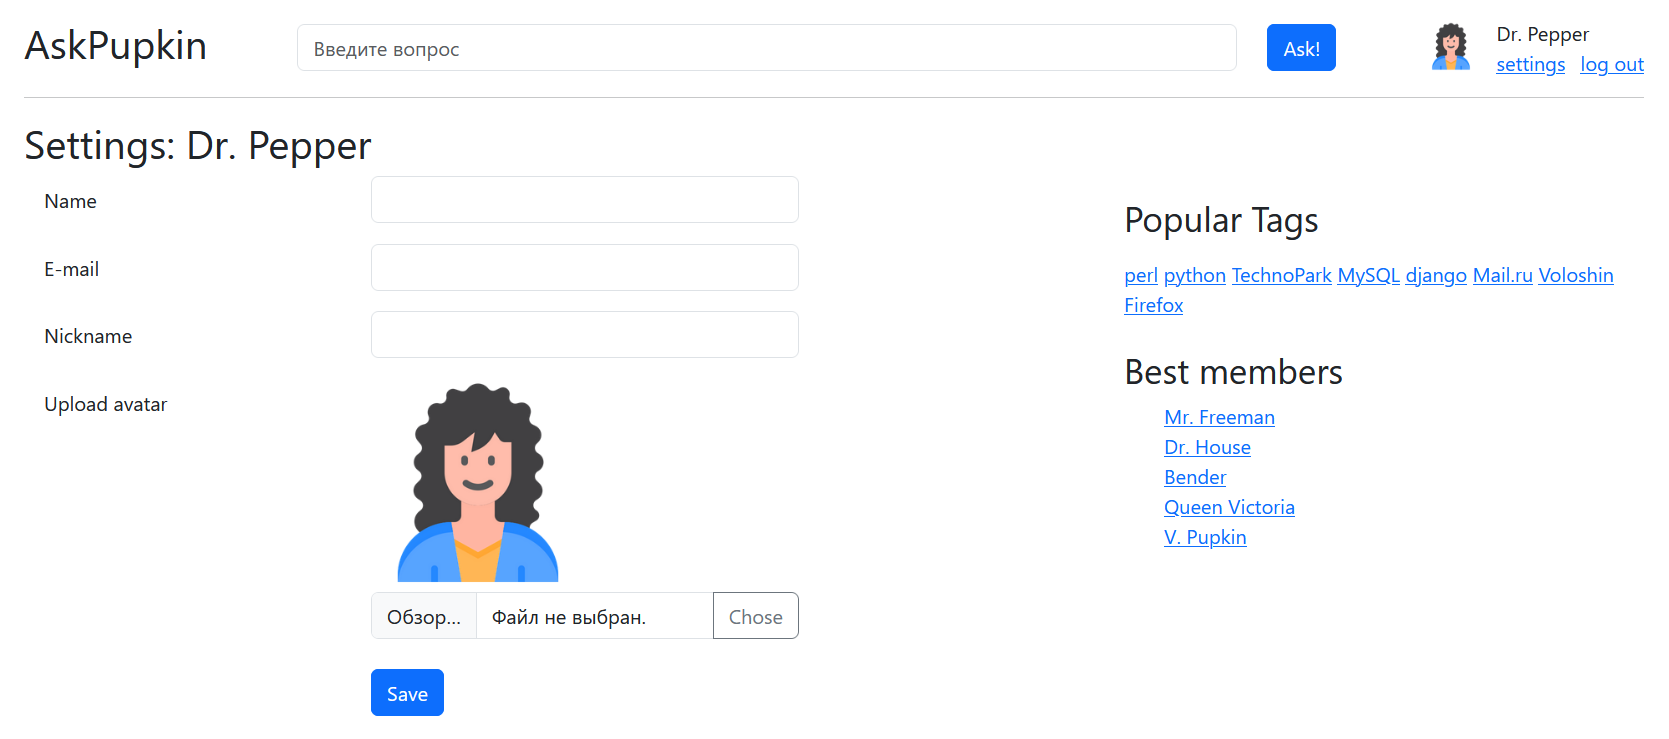 AskPupkin
Введите вопрос
Ask!
Dr. Pepper
settings log out
Settings: Dr. Pepper
Name
E-mail
Nickname
Upload avatar
Обзор... Файл не выбран. Chose
Save
Popular Tags
perl python TechnoPark MySQL django Mail.ru Voloshin
Firefox
Best members
Mr. Freeman
Dr. House
Bender
Queen Victoria
V. Pupkin